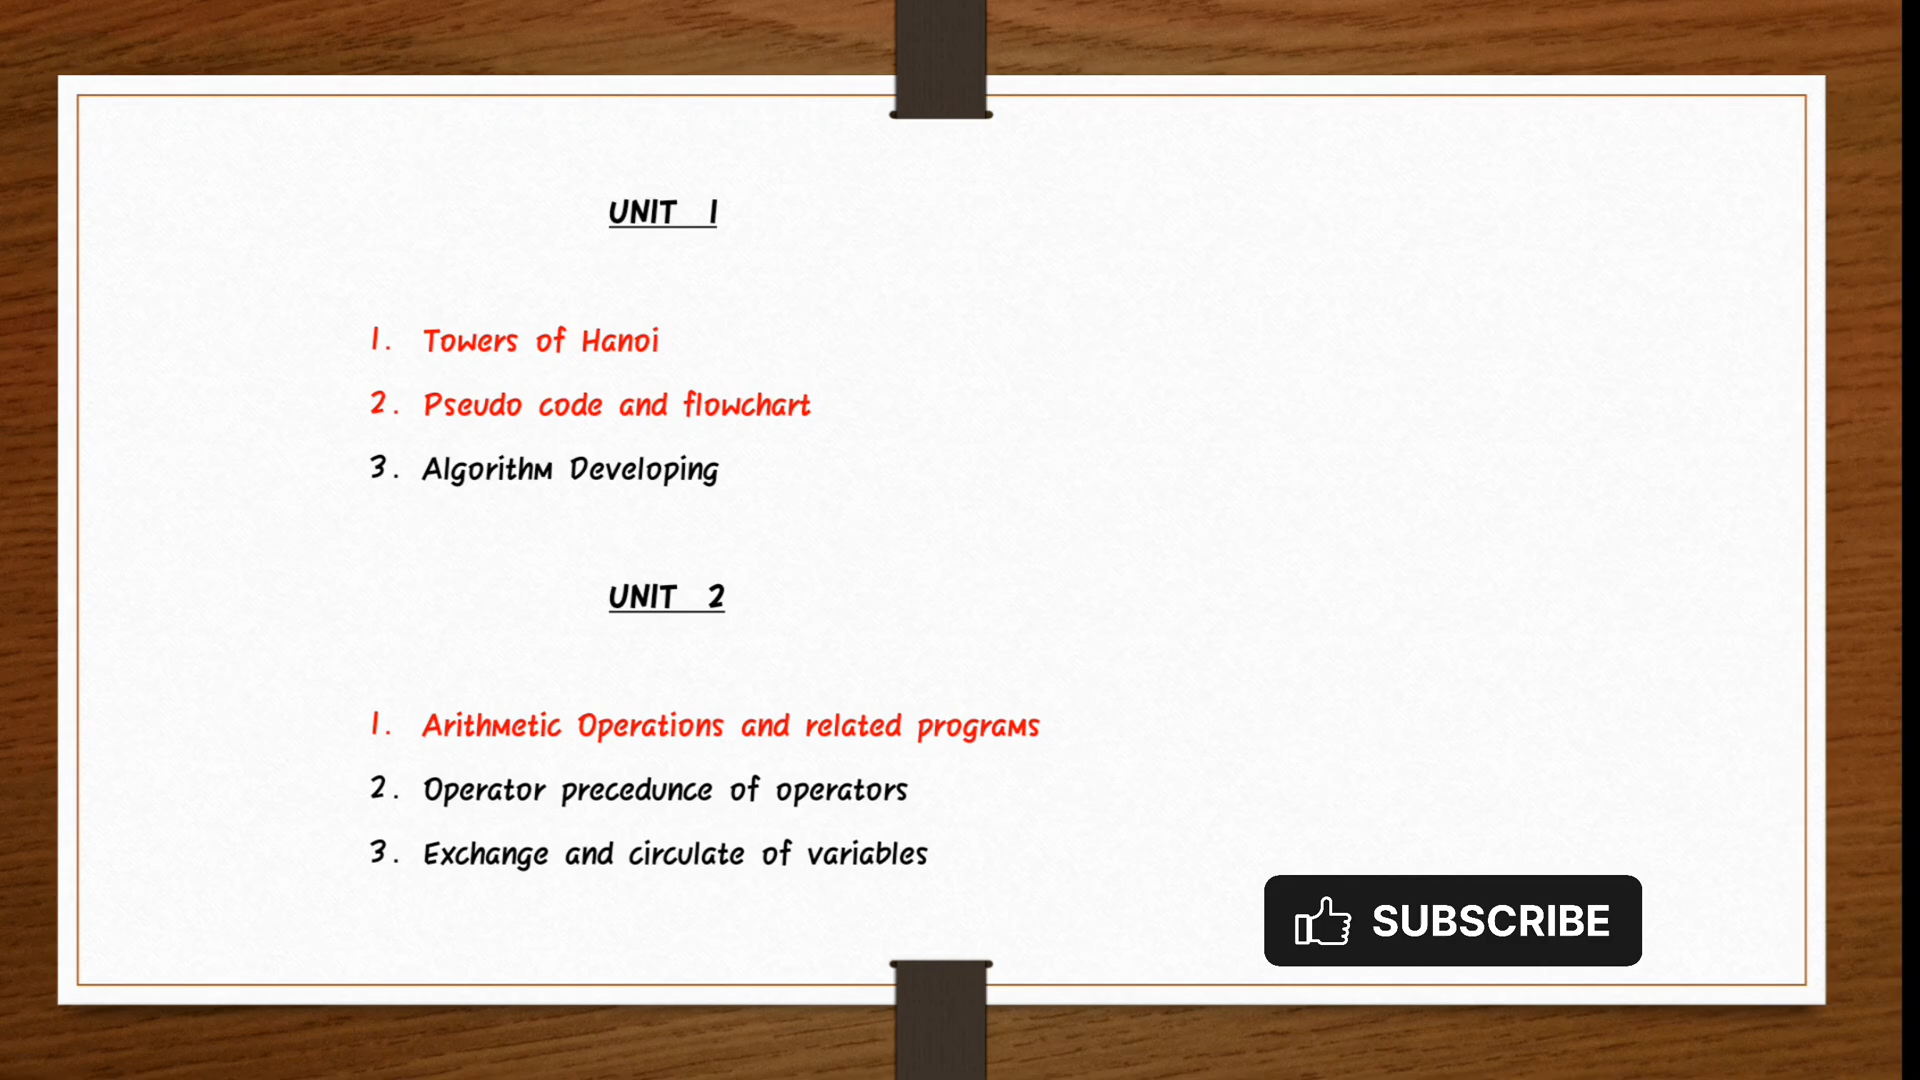 UNIT 1
1. Towers of Hanoi
2. Pseudo code and flowchart
3. Algorithm Developing
UNIT 2
1. Arithmetic Operations and related programs
2. Operator precedunce of operators
3. Exchange and circulate of variables
SUBSCRIBE